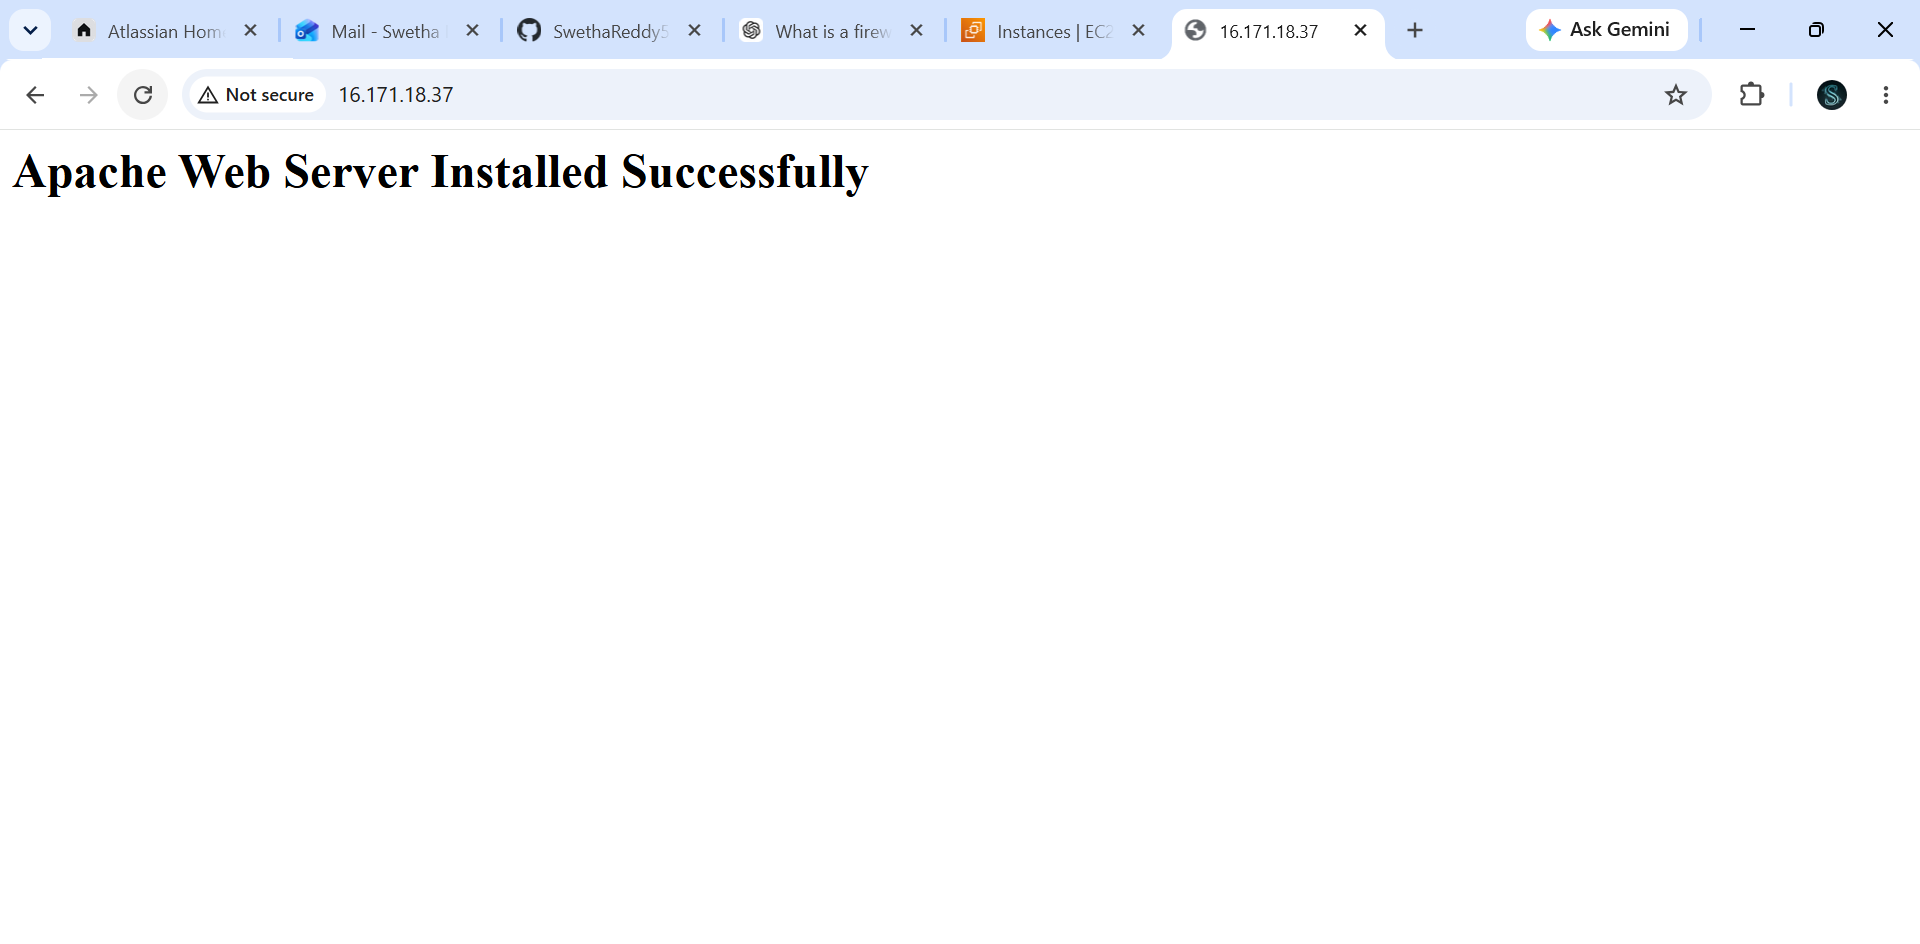 Atlassian Hom
Mail - Swetha
SwethaReddy5
What is a firew
Instances | EC2
16.171.18.37
Ask Gemini
Not secure
16.171.18.37
Apache Web Server Installed Successfully